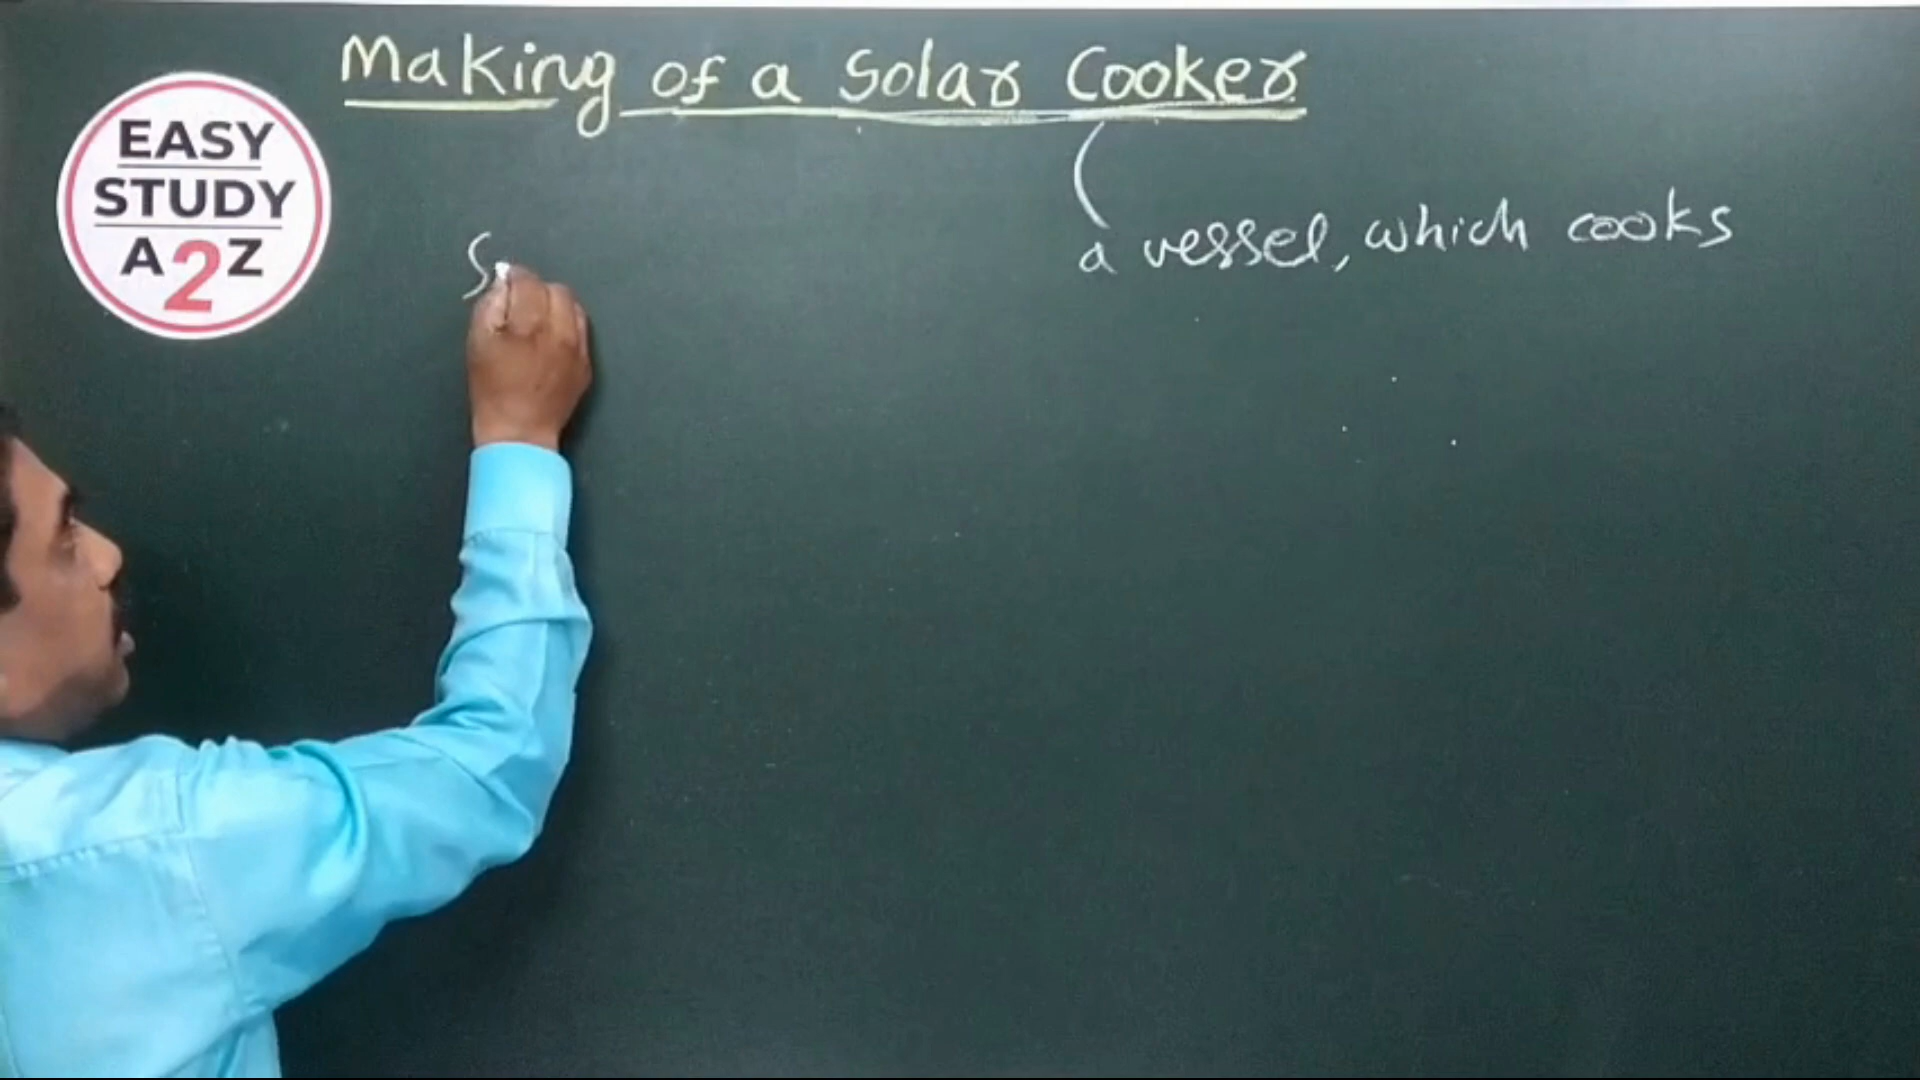 Making of a Solar Cooker
EASY
STUDY
A2Z
a vessel, which cooks
S